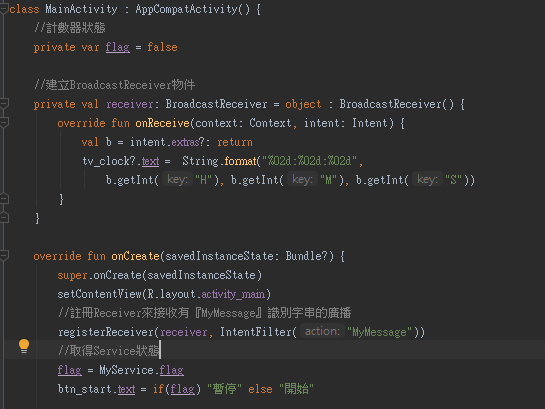 class MainActivity : AppCompatActivity() {
//計數器狀態
private var flag = false
//建立BroadcastReceiver物件
private val receiver: BroadcastReceiver = object : BroadcastReceiver() {
override fun onReceive(context: Context, intent: Intent) {
val b = intent.extras?: return
tv_clock?.text = String.format("%02d:%02d:%02d",
b.getInt( key: "H"), b.getInt( key: "M"), b.getInt( key: "S"))
}
}
override fun onCreate(savedInstanceState: Bundle?) {
super.onCreate(savedInstanceState)
setContentView(R.layout.activity_main)
//註冊Receiver來接收有『MyMessage』識別字串的廣播
registerReceiver(receiver, IntentFilter( action: "MyMessage"))
//取得Service狀態
flag = MyService.flag
btn_start.text = if(flag) "暫停" else "開始"